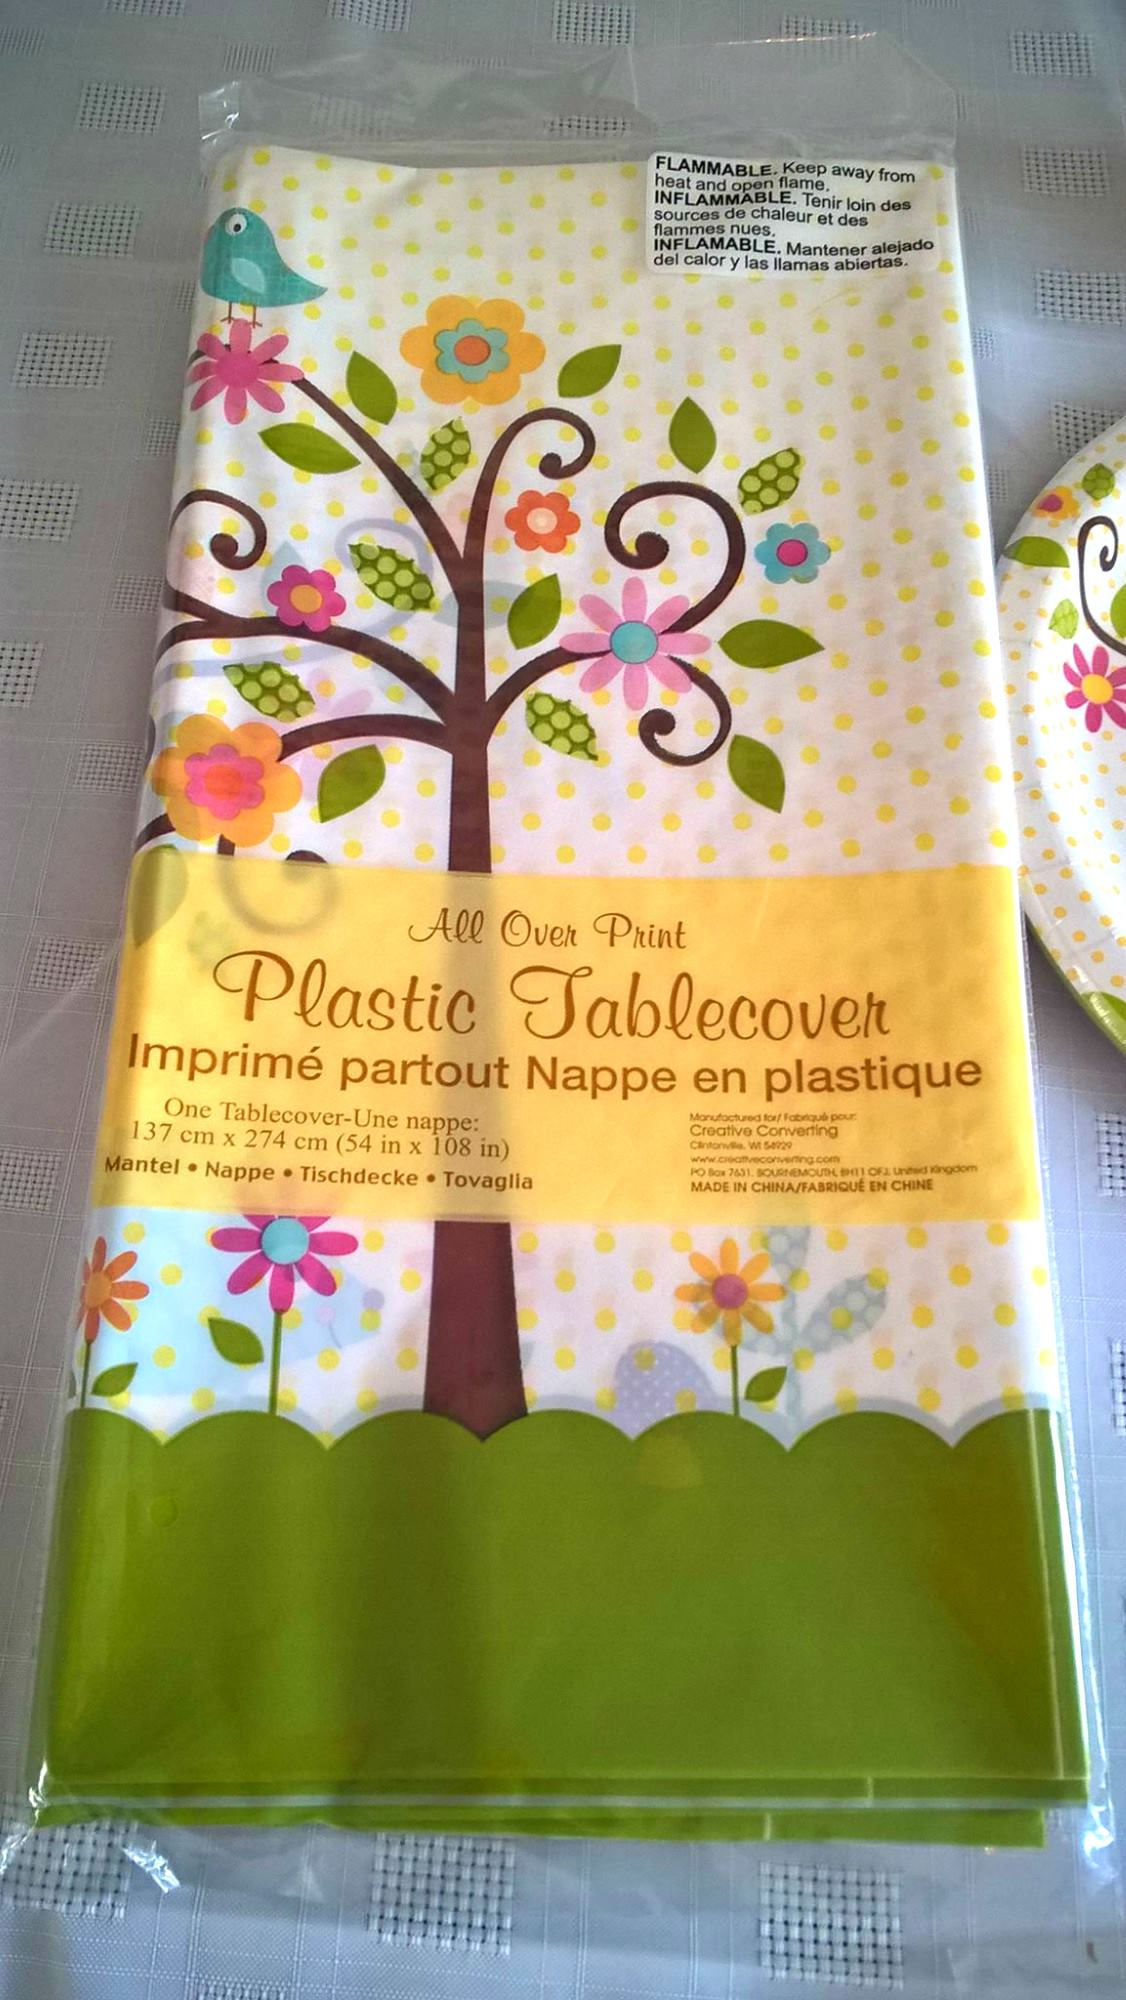 FLAMMABLE. Keep away from
heat and open flame.
INFLAMMABLE. Tenir loin des
sources de chaleur et des
flammes nues.
INFLAMABLE. Mantener alejado
del calor y las llamas abiertas.
All Over Print
Plastic Tablecover
Imprimé partout Nappe en plastique
One Tablecover-Une nappe:
137 cm x 274 cm (54 in x 108 in)
Mantel • Nappe • Tischdecke • Tovaglia
Manufactured for/ Fabriqué pour:
Creative Converting
Clintonville, WI 54929
www.creativeconverting.com
PO Box 7631, BOURNEMOUTH, BH11 OFJ, United Kingdom
MADE IN CHINA/FABRIQUÉ EN CHINE